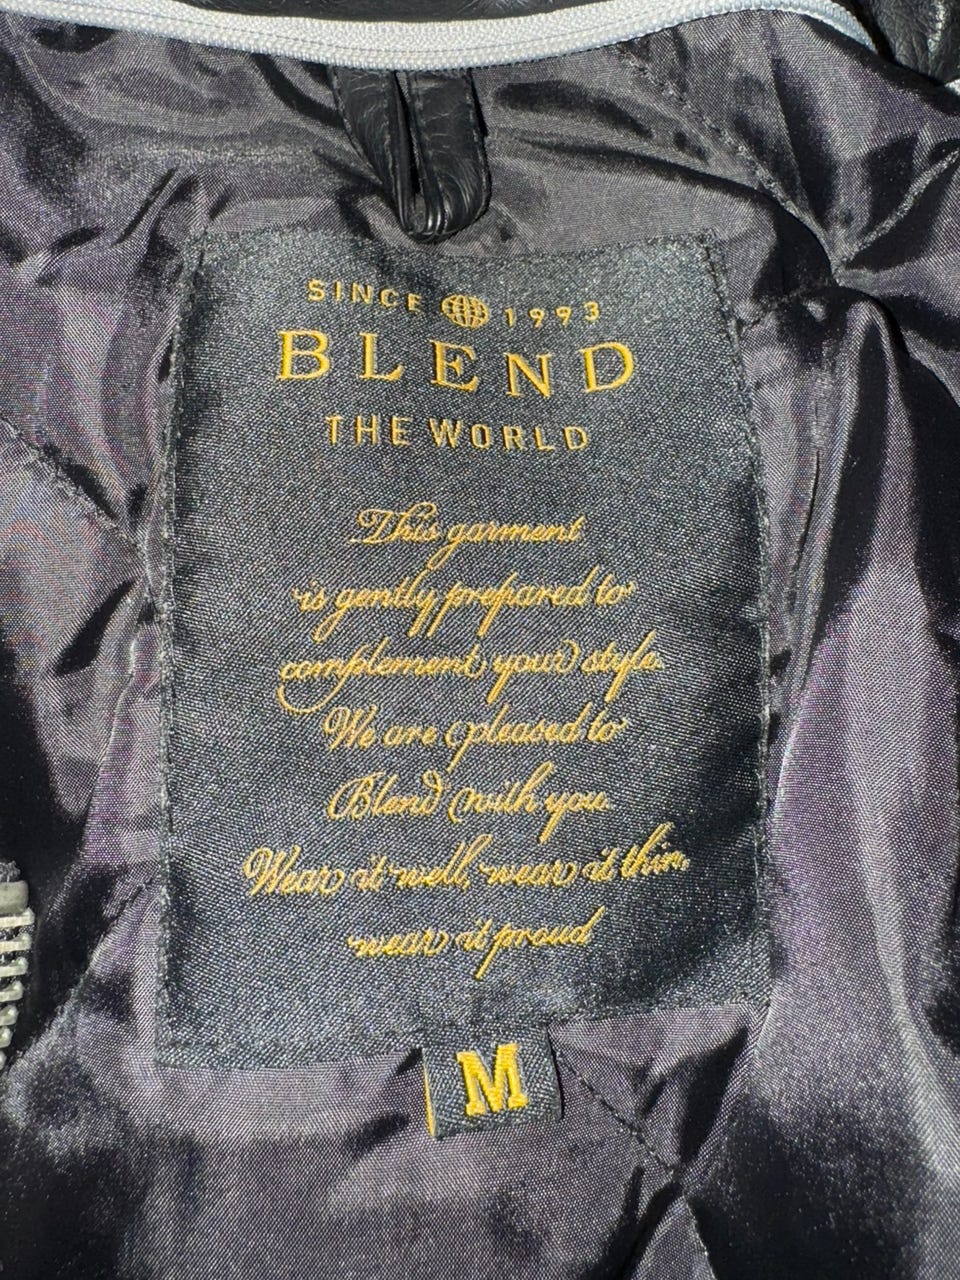 SINCE 1993
BLEND
THE WORLD
This garment
is gently prepared to
complement your style.
We are pleased to
Blend with you.
Wear it well, wear it thin,
wear it proud
M